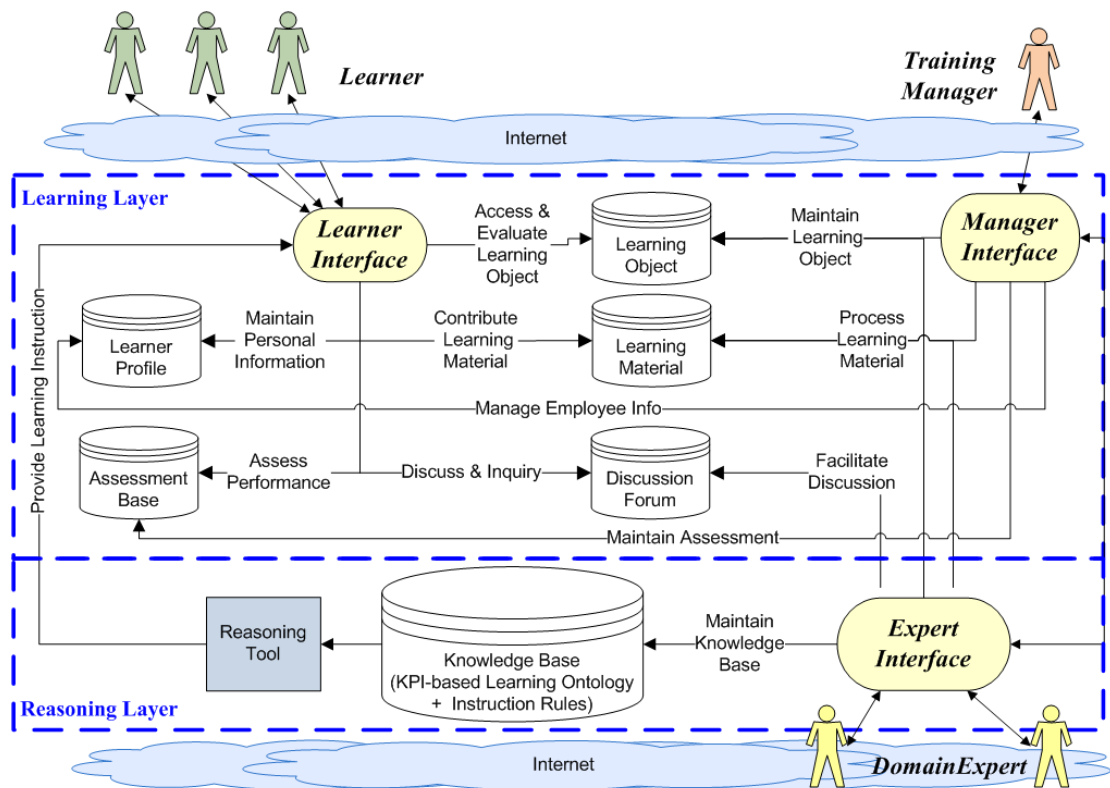 Learner
Training
Manager
Internet
Learning Layer
Learner
Interface
Access &
Evaluate
Learning
Object
Learning
Object
Maintain
Learning
Object
Manager
Interface
Learner
Profile
Maintain
Personal
Information
Contribute
Learning
Material
Learning
Material
Process
Learning
Material
Provide Learning Instruction
Manage Employee Info
Assessment
Base
Assess
Performance
Discuss & Inquiry
Discussion
Forum
Facilitate
Discussion
Maintain Assessment
Reasoning
Tool
Knowledge Base
(KPI-based Learning Ontology
+ Instruction Rules)
Maintain
Knowledge
Base
Expert
Interface
Reasoning Layer
Internet
DomainExpert